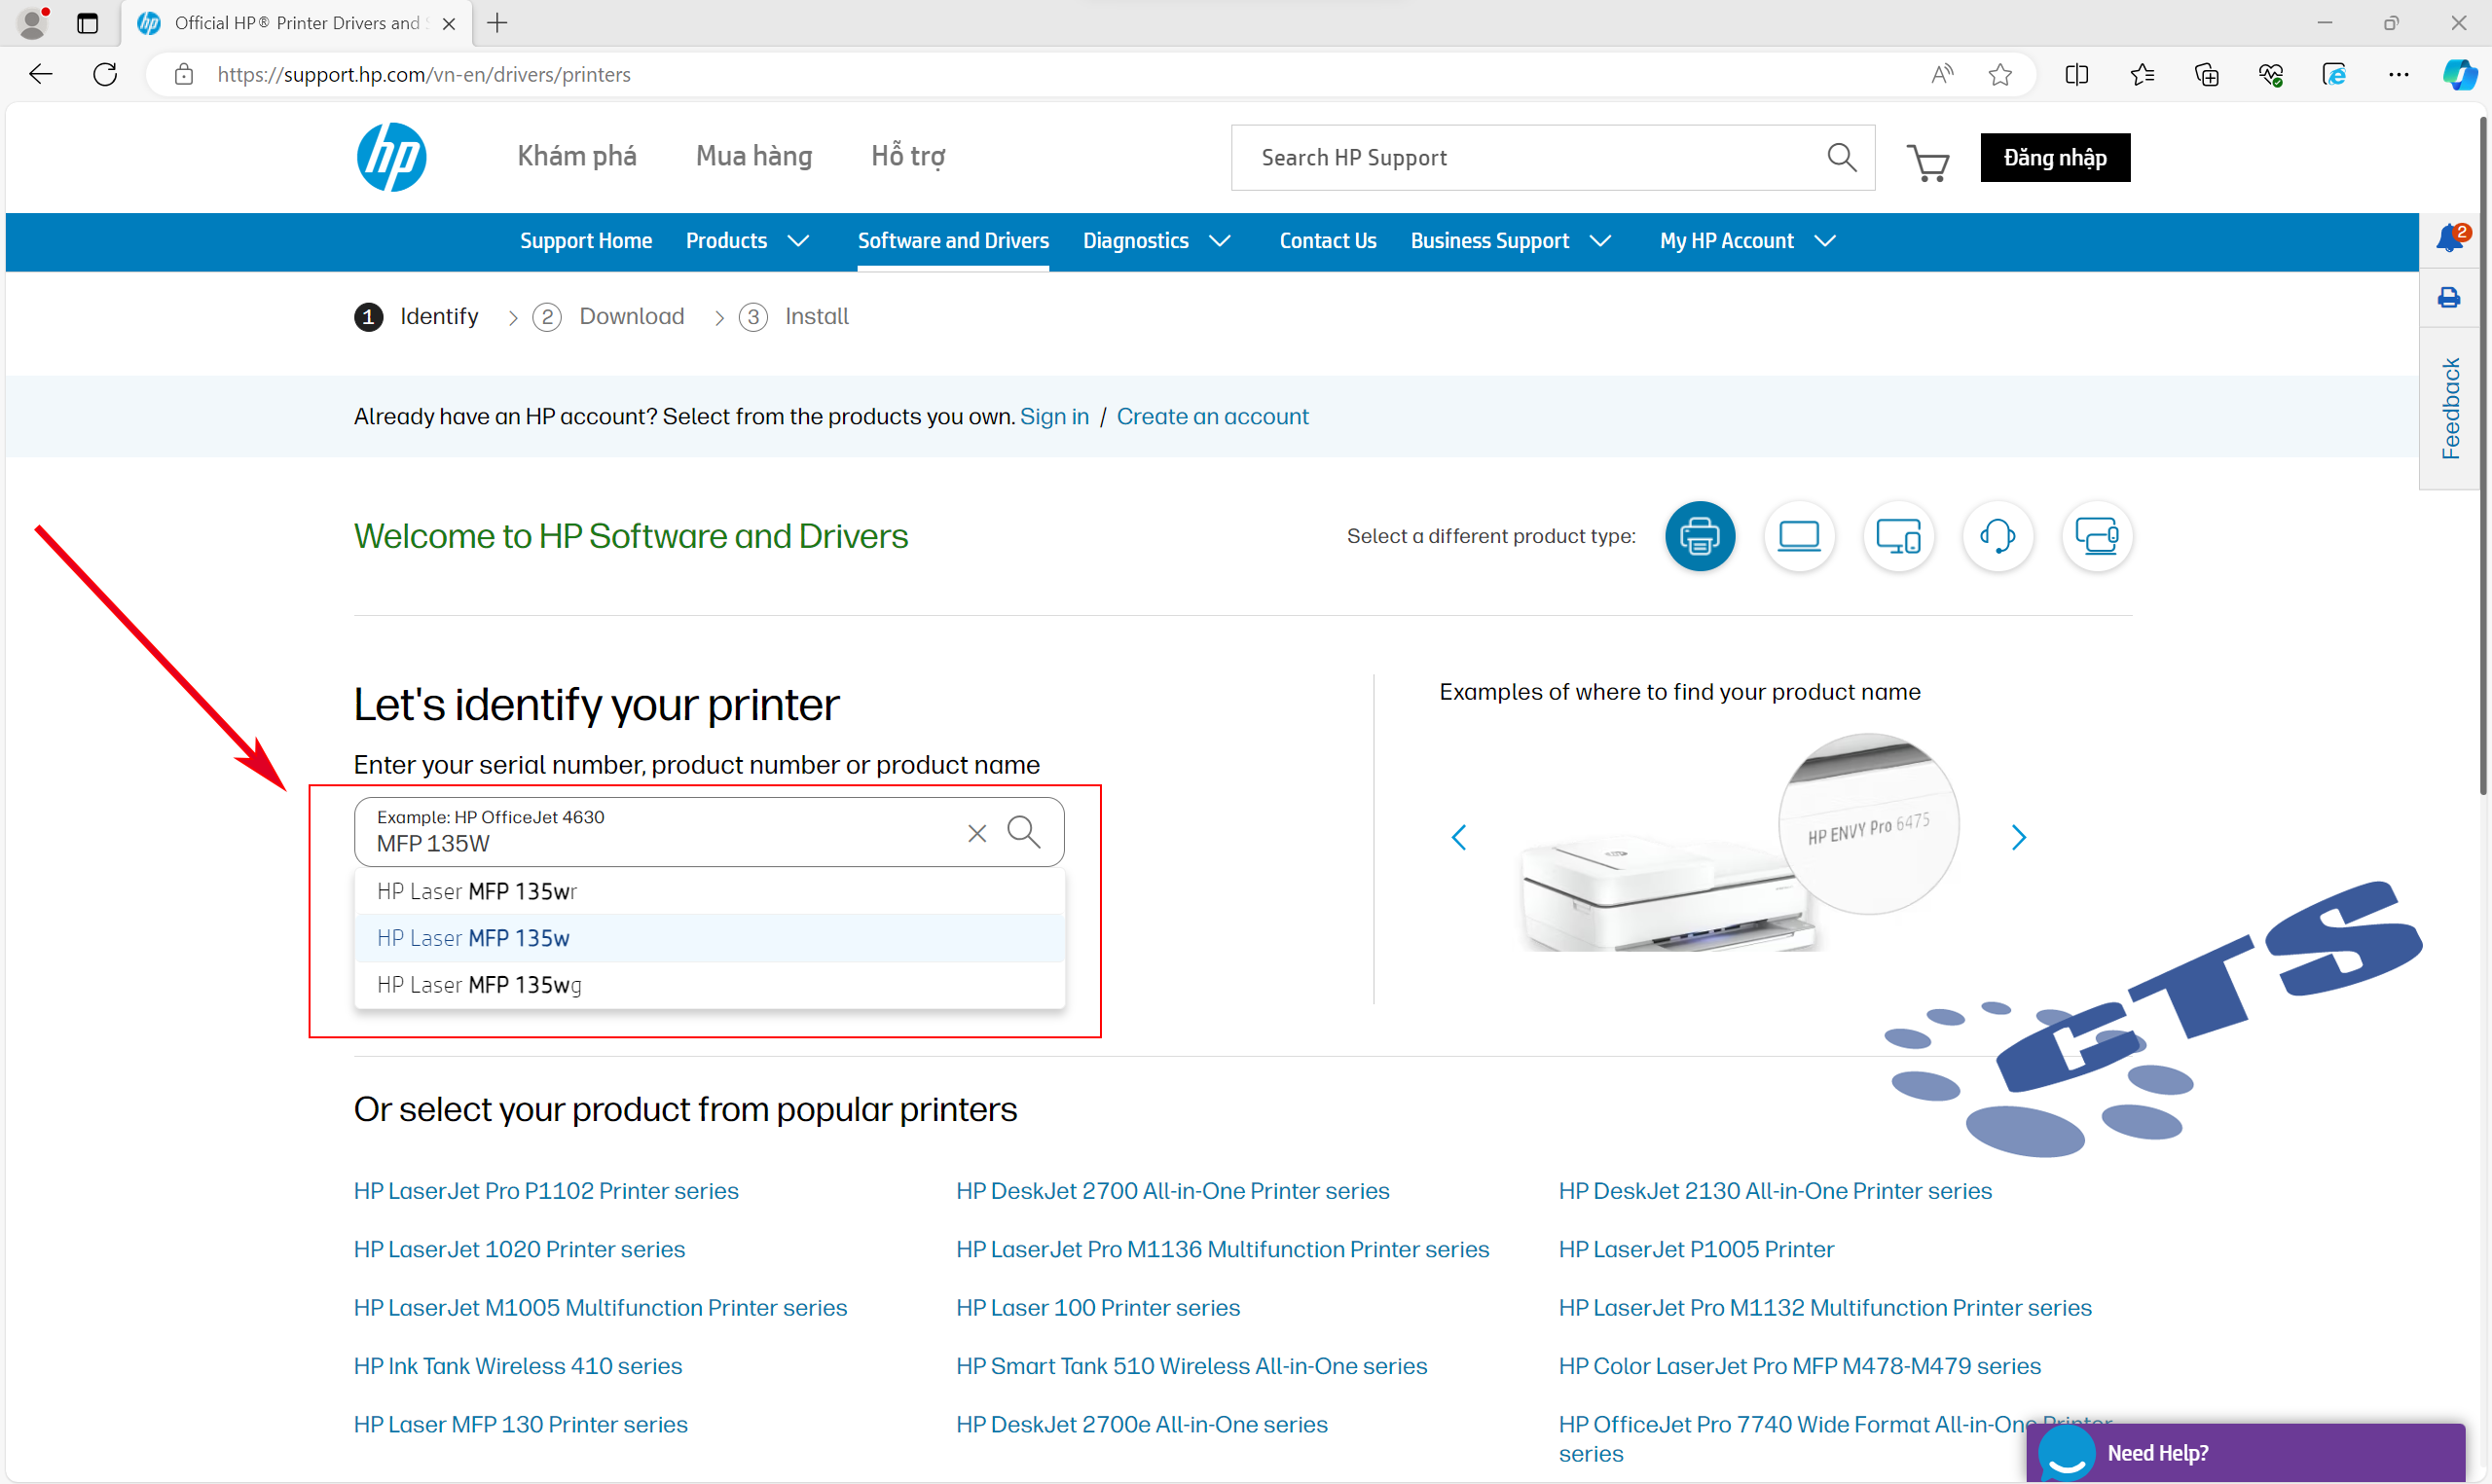 Official HP® Printer Drivers and
https://support.hp.com/vn-en/drivers/printers
hp
Khám phá
Mua hàng
Hỗ trợ
Search HP Support
Đăng nhập
Support Home
Products
Software and Drivers
Diagnostics
Contact Us
Business Support
My HP Account
2
1 Identify
2 Download
3 Install
Feedback
Already have an HP account? Select from the products you own. Sign in / Create an account
Welcome to HP Software and Drivers
Select a different product type:
Let's identify your printer
Enter your serial number, product number or product name
Example: HP OfficeJet 4630
MFP 135W
HP Laser MFP 135wr
HP Laser MFP 135w
HP Laser MFP 135wg
Examples of where to find your product name
HP ENVY Pro 6475
CTS
Or select your product from popular printers
HP LaserJet Pro P1102 Printer series
HP DeskJet 2700 All-in-One Printer series
HP DeskJet 2130 All-in-One Printer series
HP LaserJet 1020 Printer series
HP LaserJet Pro M1136 Multifunction Printer series
HP LaserJet P1005 Printer
HP LaserJet M1005 Multifunction Printer series
HP Laser 100 Printer series
HP LaserJet Pro M1132 Multifunction Printer series
HP Ink Tank Wireless 410 series
HP Smart Tank 510 Wireless All-in-One series
HP Color LaserJet Pro MFP M478-M479 series
HP Laser MFP 130 Printer series
HP DeskJet 2700e All-in-One series
HP OfficeJet Pro 7740 Wide Format All-in-One Printer
series
Need Help?